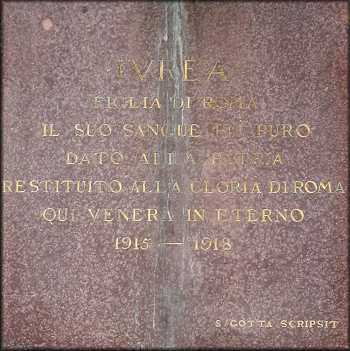 IVREA
FIGLIA DI ROMA
IL SUO SANGUE PIU PURO
DATO ALLA PATRIA
RESTITUITO ALLA GLORIA DI ROMA
QUI VENERA IN ETERNO
1915 — 1918
S. GOTTA SCRIPSIT